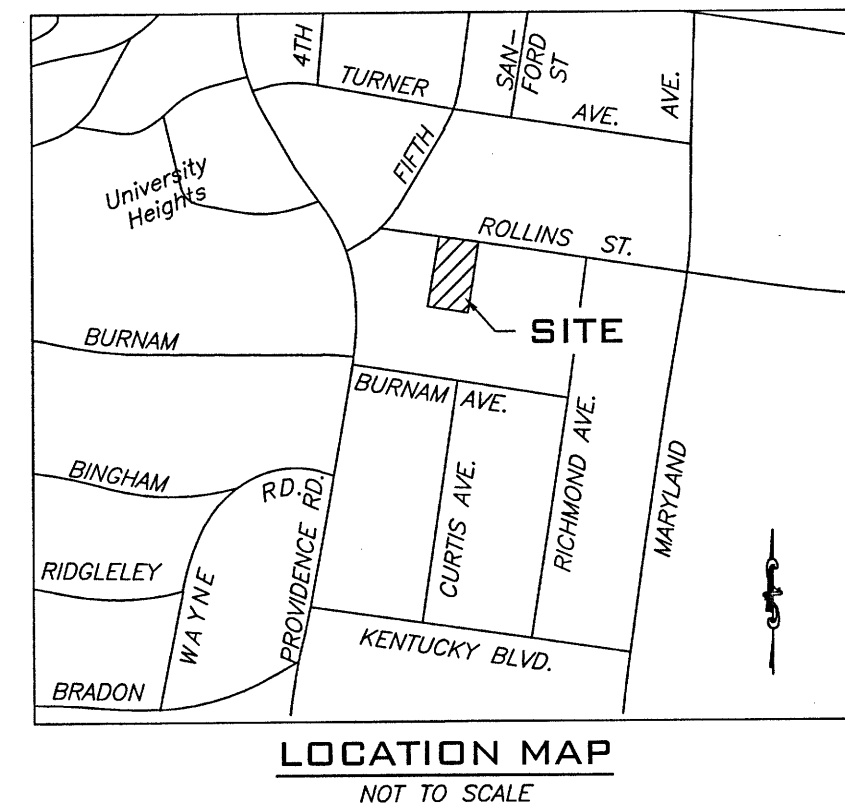 4TH
SAN-
FORD
ST
AVE.
TURNER
AVE.
FIFTH
University
Heights
ROLLINS ST.
SITE
BURNAM
BURNAM AVE.
BINGHAM
RD.
PROVIDENCE RD.
CURTIS AVE.
RICHMOND AVE.
MARYLAND
RIDGLELEY
WAYNE
KENTUCKY BLVD.
BRADON
LOCATION MAP
NOT TO SCALE